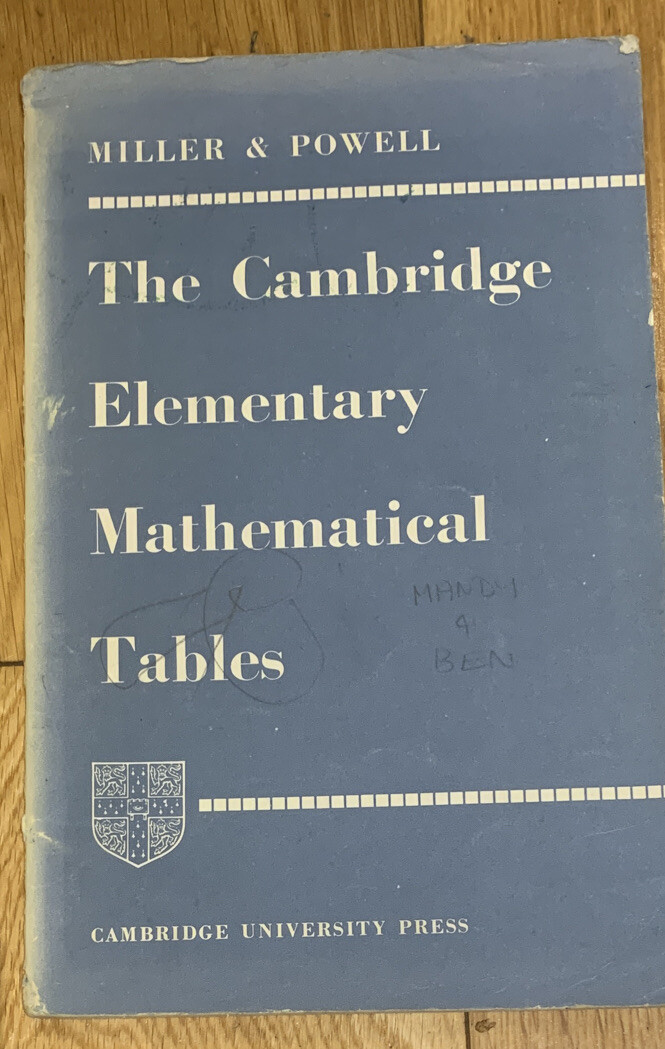 MILLER & POWELL
The Cambridge
Elementary
Mathematical
Tables
MANDY
&
BEN
CAMBRIDGE UNIVERSITY PRESS